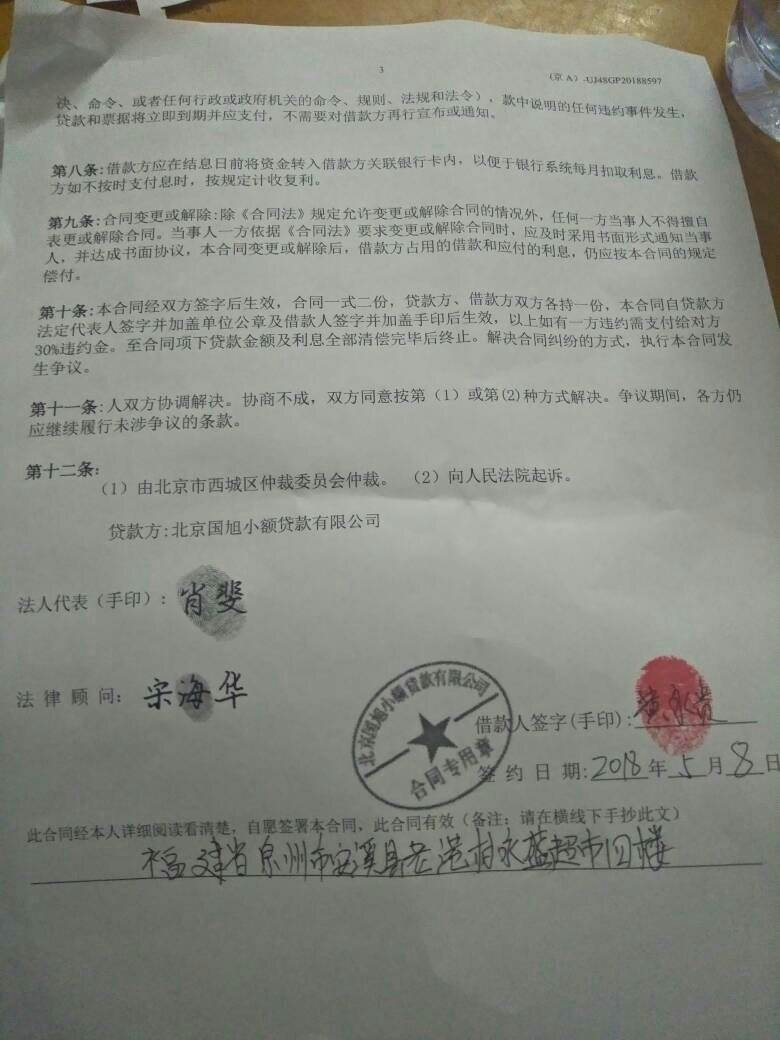 3
(京 A) -UJ48GP20188597
决、命令、或者任何行政或政府机关的命令、规则、法规和法令），款中说明的任何违约事件发生，
贷款和票据将立即到期并应支付，不需要对借款方再行宣布或通知。
第八条:借款方应在结息日前将资金转入借款方关联银行卡内，以便于银行系统每月扣取利息。借款
方如不按时支付息时，按规定计收复利。
第九条:合同变更或解除:除《合同法》规定允许变更或解除合同的情况外，任何一方当事人不得擅自
表更或解除合同。当事人一方依据《合同法》要求变更或解除合同时，应及时采用书面形式通知当事
人，并达成书面协议，本合同变更或解除后，借款方占用的借款和应付的利息，仍应按本合同的规定
偿付。
第十条:本合同经双方签字后生效，合同一式二份，贷款方、借款方双方各持一份，本合同自贷款方
法定代表人签字并加盖单位公章及借款人签字并加盖手印后生效，以上如有一方违约需支付给对方
30%违约金。至合同项下贷款金额及利息全部清偿完毕后终止。解决合同纠纷的方式，执行本合同发
生争议。
第十一条:人双方协调解决。协商不成，双方同意按第（1）或第(2)种方式解决。争议期间，各方仍
应继续履行未涉争议的条款。
第十二条:
（1）由北京市西城区仲裁委员会仲裁。 （2）向人民法院起诉。
贷款方:北京国旭小额贷款有限公司
法人代表（手印）: 肖斐
法 律 顾 问: 宋海华
北京国旭小额贷款有限公司
合同专用章
借款人签字(手印):黄
签 约 日 期:2018年5月8日
此合同经本人详细阅读看清楚，自愿签署本合同，此合同有效（备注：请在横线下手抄此文）
福建省泉州市安溪县 村永 超市四楼